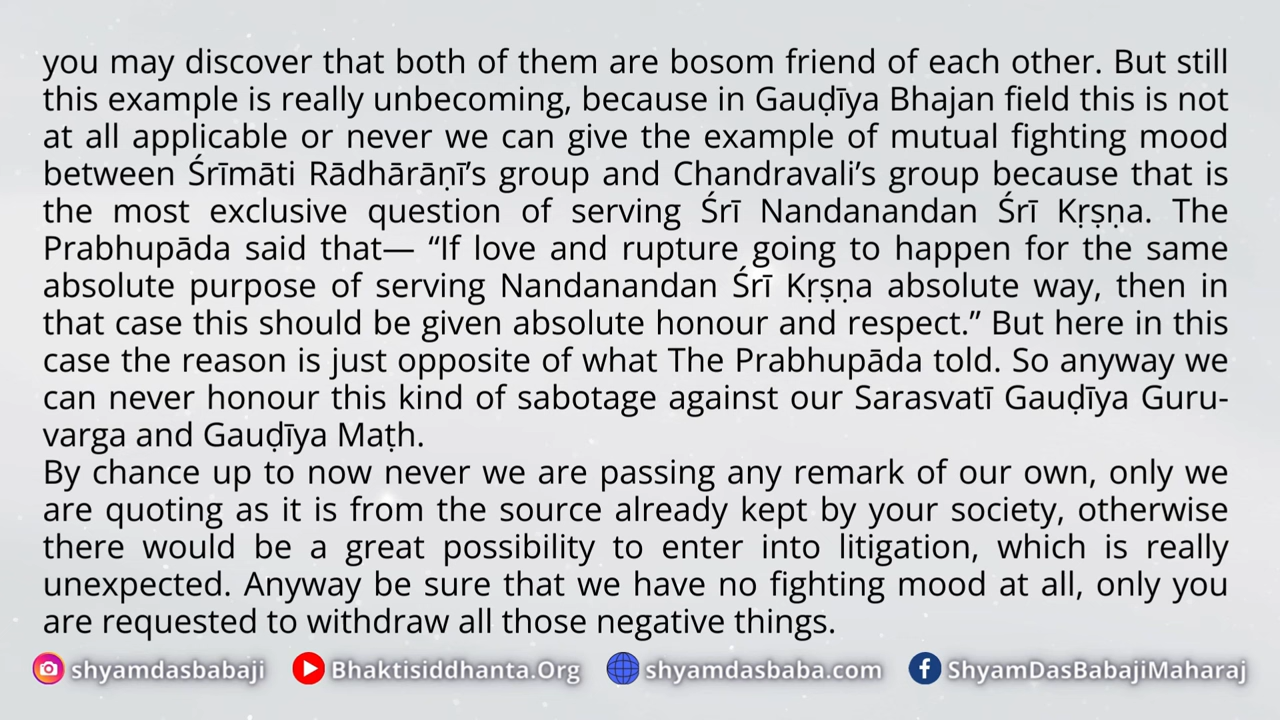 you may discover that both of them are bosom friend of each other. But still
this example is really unbecoming, because in Gauḍīya Bhajan field this is not
at all applicable or never we can give the example of mutual fighting mood
between Śrīmāti Rādhārāṇī’s group and Chandravali’s group because that is
the most exclusive question of serving Śrī Nandanandan Śrī Kṛṣṇa. The
Prabhupāda said that— “If love and rupture going to happen for the same
absolute purpose of serving Nandanandan Śrī Kṛṣṇa absolute way, then in
that case this should be given absolute honour and respect.” But here in this
case the reason is just opposite of what The Prabhupāda told. So anyway we
can never honour this kind of sabotage against our Sarasvatī Gauḍīya Guru-
varga and Gauḍīya Maṭh.
By chance up to now never we are passing any remark of our own, only we
are quoting as it is from the source already kept by your society, otherwise
there would be a great possibility to enter into litigation, which is really
unexpected. Anyway be sure that we have no fighting mood at all, only you
are requested to withdraw all those negative things.
shyamdasbabaji Bhaktisiddhanta.Org shyamdasbaba.com ShyamDasBabajiMaharaj